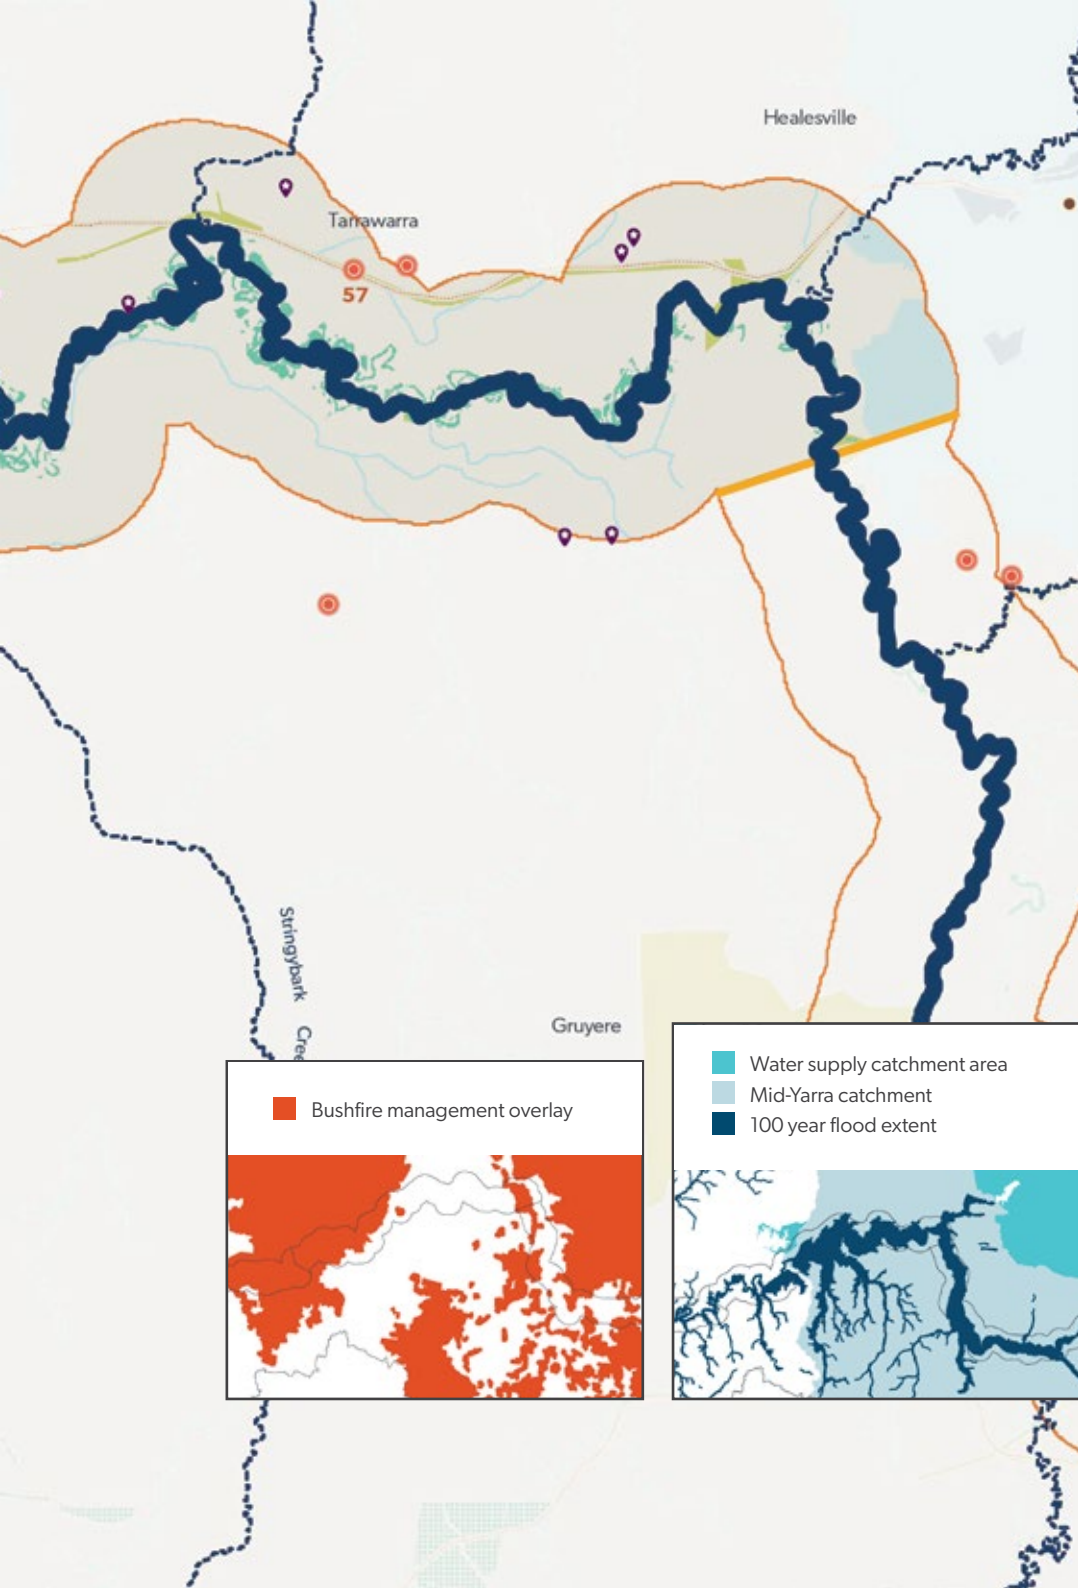 Healesville
Tarrawarra
57
Stringybark
Cree
Gruyere
Bushfire management overlay
Water supply catchment area
Mid-Yarra catchment
100 year flood extent